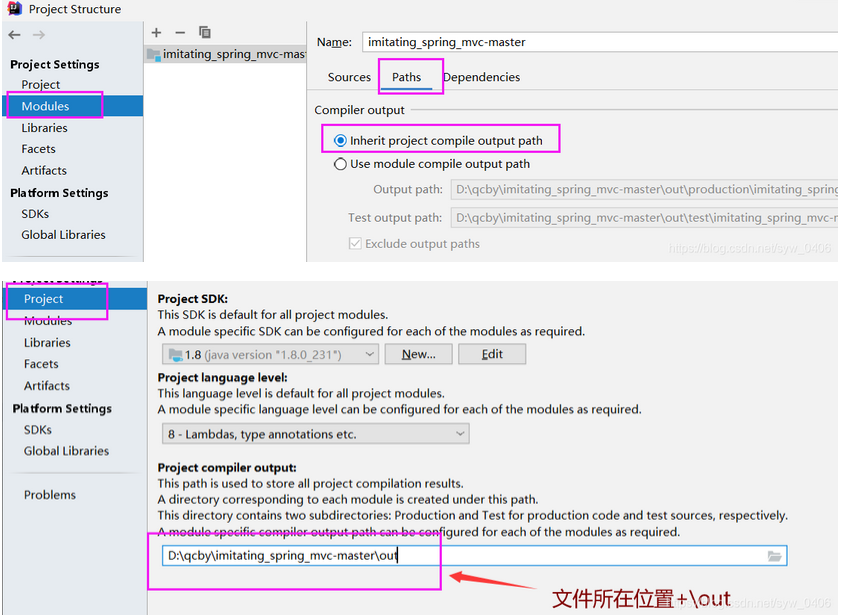 Project Structure
Project Settings
Project
Modules
Libraries
Facets
Artifacts
Platform Settings
SDKs
Global Libraries
imitating_spring_mvc-mast
Name: imitating_spring_mvc-master
Sources Paths Dependencies
Compiler output
Inherit project compile output path
Use module compile output path
Output path: D:\qcby\imitating_spring_mvc-master\out\production\imitating_spring
Test output path: D:\qcby\imitating_spring_mvc-master\out\test\imitating_spring_mvc-r
Exclude output paths
https://blog.csdn.net/syw_0406
Project Settings
Project
Modules
Libraries
Facets
Artifacts
Platform Settings
SDKs
Global Libraries
Problems
Project SDK:
This SDK is default for all project modules.
A module specific SDK can be configured for each of the modules as required.
1.8 (java version "1.8.0_231") New... Edit
Project language level:
This language level is default for all project modules.
A module specific language level can be configured for each of the modules as required.
8 - Lambdas, type annotations etc.
Project compiler output:
This path is used to store all project compilation results.
A directory corresponding to each module is created under this path.
This directory contains two subdirectories: Production and Test for production code and test sources, respectively.
A module specific compiler output path can be configured for each of the modules as required.
D:\qcby\imitating_spring_mvc-master\out
文件所在位置+\out
csdn.net/syw_0406